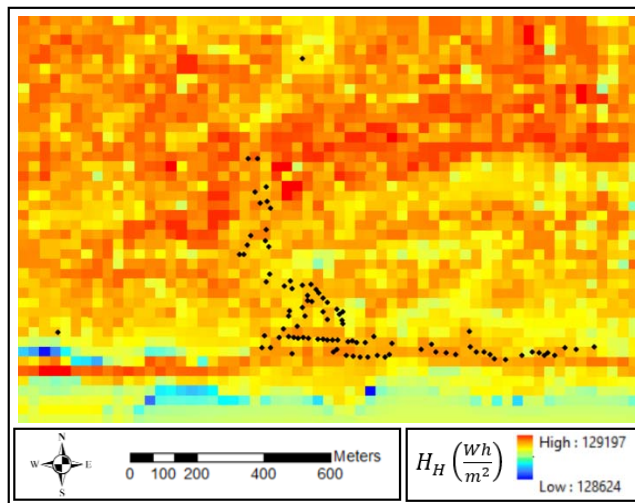 N
W E
S
Meters
0 100 200 400 600
H_H (Wh/m²)
High : 129197
Low : 128624